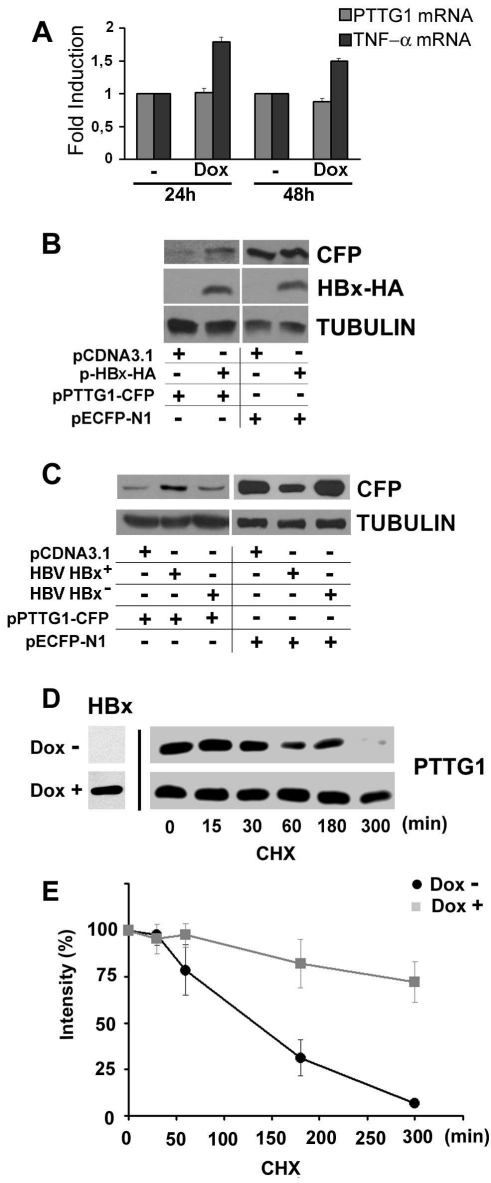 A
PTTG1 mRNA
TNF-α mRNA
Fold Induction
2
1,5
1
0,5
0
- Dox - Dox
24h 48h
B
CFP
HBx-HA
TUBULIN
pCDNA3.1 + - + -
p-HBx-HA - + - +
pPTTG1-CFP + + - -
pECFP-N1 - - + +
C
CFP
TUBULIN
pCDNA3.1 + - - + - -
HBV HBx+ - + - - + -
HBV HBx- - - + - - +
pPTTG1-CFP + + + - - -
pECFP-N1 - - - + + +
D
HBx
Dox -
Dox +
PTTG1
0 15 30 60 180 300 (min)
CHX
E
Dox -
Dox +
Intensity (%)
100
75
50
25
0
0 50 100 150 200 250 300 (min)
CHX